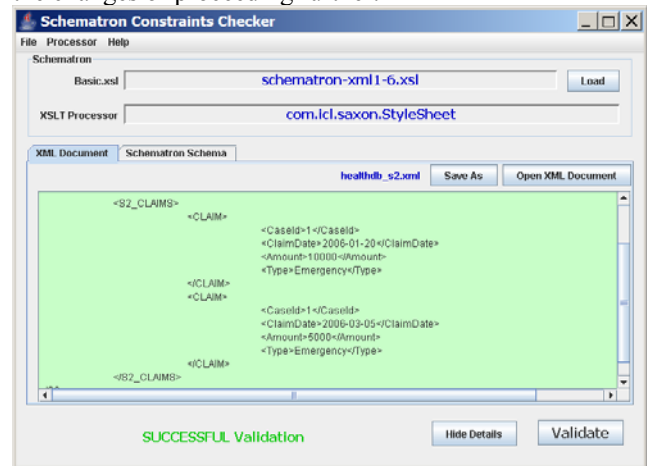 Schematron Constraints Checker
File Processor Help
Schematron
Basic.xsl schematron-xml1-6.xsl Load
XSLT Processor com.icl.saxon.StyleSheet
XML Document Schematron Schema
healthdb_s2.xml Save As Open XML Document
<S2_CLAIMS>
<CLAIM>
<CaseId>1</CaseId>
<ClaimDate>2006-01-20</ClaimDate>
<Amount>10000</Amount>
<Type>Emergency</Type>
</CLAIM>
<CLAIM>
<CaseId>1</CaseId>
<ClaimDate>2006-03-05</ClaimDate>
<Amount>5000</Amount>
<Type>Emergency</Type>
</CLAIM>
</S2_CLAIMS>
SUCCESSFUL Validation Hide Details Validate